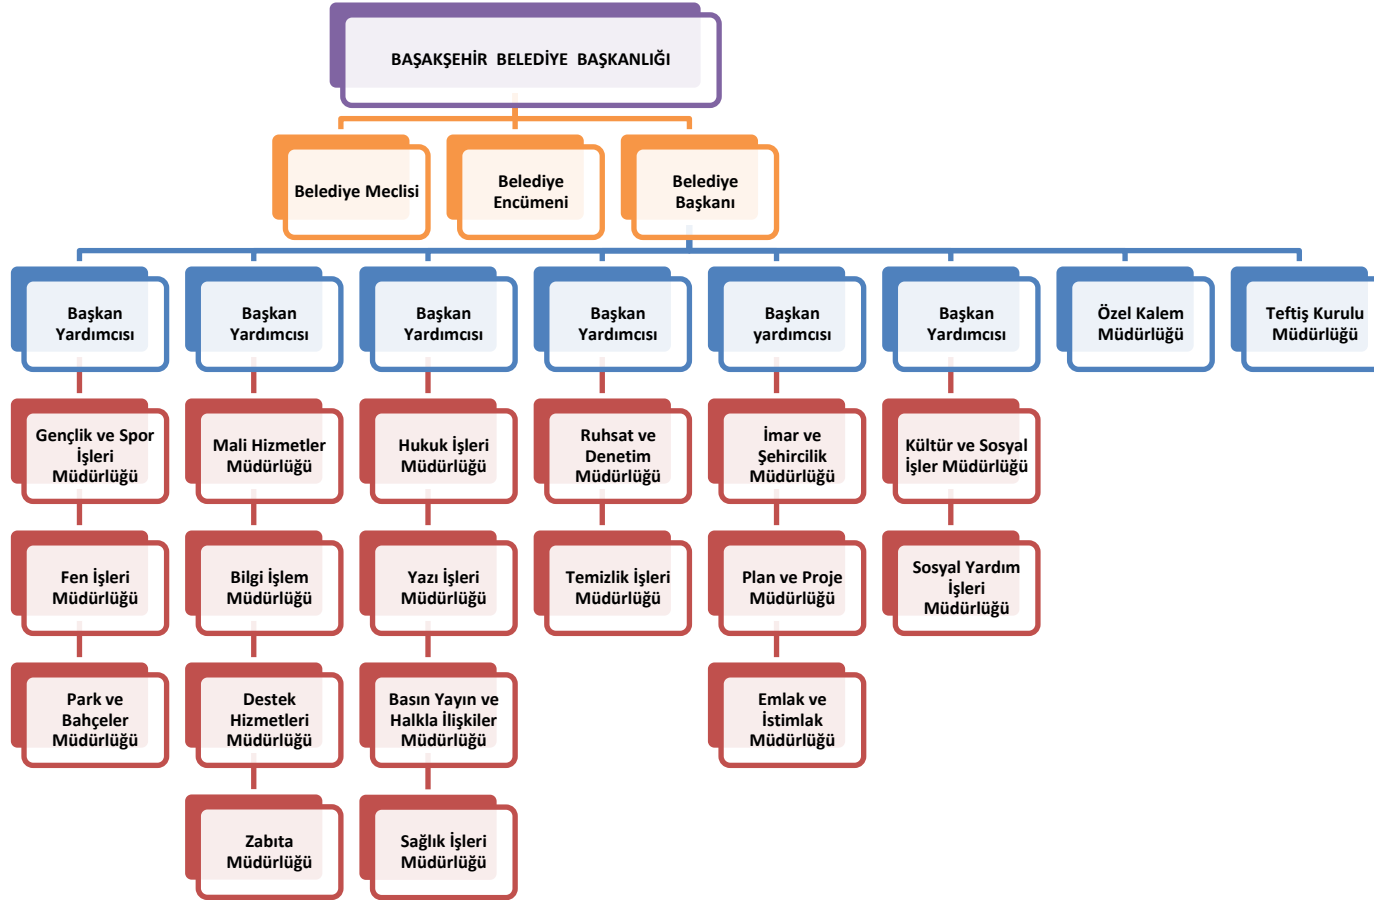 BAŞAKŞEHİR BELEDİYE BAŞKANLIĞI
Belediye Meclisi
Belediye
Encümeni
Belediye
Başkanı
Başkan
Yardımcısı
Başkan
Yardımcısı
Başkan
Yardımcısı
Başkan
Yardımcısı
Başkan
yardımcısı
Başkan
Yardımcısı
Özel Kalem
Müdürlüğü
Teftiş Kurulu
Müdürlüğü
Gençlik ve Spor
İşleri
Müdürlüğü
Mali Hizmetler
Müdürlüğü
Hukuk İşleri
Müdürlüğü
Ruhsat ve
Denetim
Müdürlüğü
İmar ve
Şehircilik
Müdürlüğü
Kültür ve Sosyal
İşler Müdürlüğü
Fen İşleri
Müdürlüğü
Bilgi İşlem
Müdürlüğü
Yazı İşleri
Müdürlüğü
Temizlik İşleri
Müdürlüğü
Plan ve Proje
Müdürlüğü
Sosyal Yardım
İşleri
Müdürlüğü
Park ve
Bahçeler
Müdürlüğü
Destek
Hizmetleri
Müdürlüğü
Basın Yayın ve
Halkla İlişkiler
Müdürlüğü
Emlak ve
İstimlak
Müdürlüğü
Zabıta
Müdürlüğü
Sağlık İşleri
Müdürlüğü